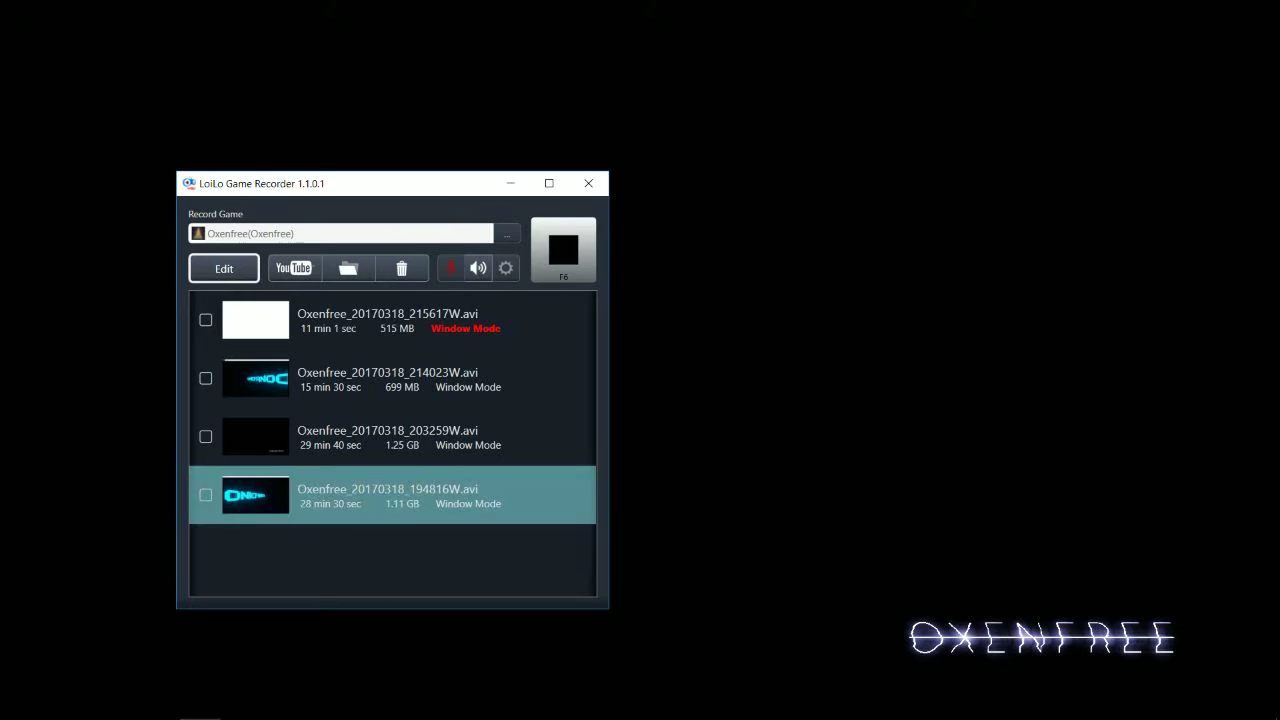 LoiLo Game Recorder 1.1.0.1
Record Game
Oxenfree(Oxenfree)
...
Edit
YouTube
F6
Oxenfree_20170318_215617W.avi
11 min 1 sec 515 MB Window Mode
Oxenfree_20170318_214023W.avi
15 min 30 sec 699 MB Window Mode
Oxenfree_20170318_203259W.avi
29 min 40 sec 1.25 GB Window Mode
Oxenfree_20170318_194816W.avi
28 min 30 sec 1.11 GB Window Mode
OXENFREE